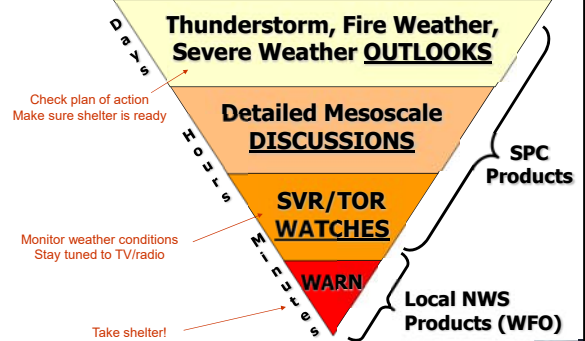 Thunderstorm, Fire Weather,
Severe Weather OUTLOOKS
Days
Check plan of action
Make sure shelter is ready
Detailed Mesoscale
DISCUSSIONS
Hours
SPC
Products
SVR/TOR
WATCHES
Monitor weather conditions
Stay tuned to TV/radio
Minutes
WARN
Local NWS
Products (WFO)
Take shelter!